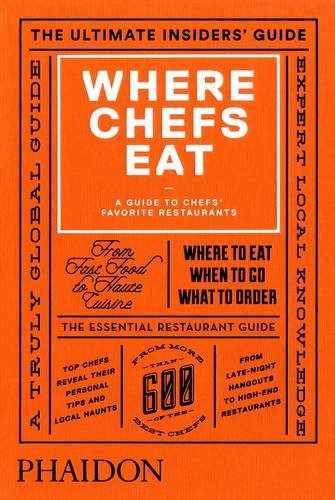 THE ULTIMATE INSIDERS' GUIDE
A TRULY GLOBAL GUIDE
WHERE
CHEFS
EAT
A GUIDE TO CHEFS'
FAVORITE RESTAURANTS
EXPERT LOCAL KNOWLEDGE
From
Fast Food
to Haute
Cuisine
WHERE TO EAT
WHEN TO GO
WHAT TO ORDER
THE ESSENTIAL RESTAURANT GUIDE
TOP CHEFS
REVEAL THEIR
PERSONAL
TIPS AND
LOCAL HAUNTS
FROM MORE
THAN
600
OF THE
BEST CHEFS
FROM
LATE-NIGHT
HANGOUTS
TO HIGH-END
RESTAURANTS
PHAIDON